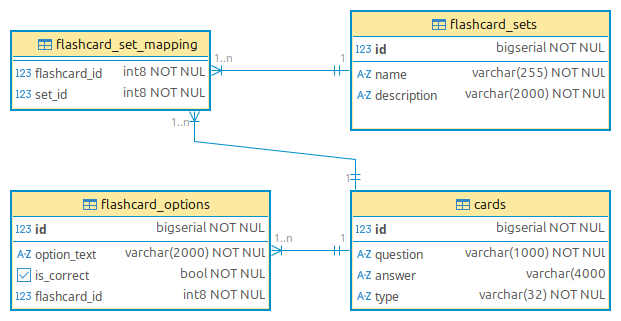 flashcard_set_mapping
123 flashcard_id int8 NOT NUL
123 set_id int8 NOT NUL
1..n
1
flashcard_sets
123 id bigserial NOT NUL
A-Z name varchar(255) NOT NUL
A-Z description varchar(2000) NOT NUL
1..n
1
flashcard_options
123 id bigserial NOT NUL
A-Z option_text varchar(2000) NOT NUL
is_correct bool NOT NUL
123 flashcard_id int8 NOT NUL
1..n
1
cards
123 id bigserial NOT NUL
A-Z question varchar(1000) NOT NUL
A-Z answer varchar(4000
A-Z type varchar(32) NOT NUL